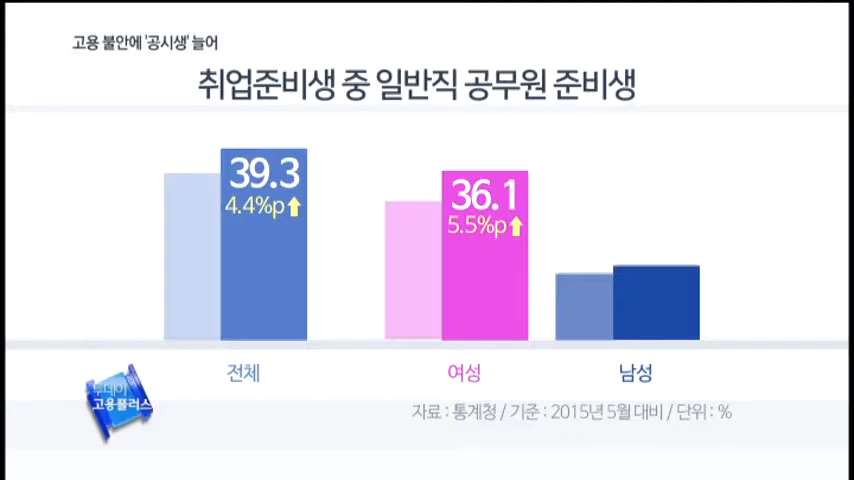 고용 불안에 '공시생' 늘어
취업준비생 중 일반직 공무원 준비생
39.3
4.4%p
36.1
5.5%p
전체
여성
남성
투데이
고용플러스
자료 : 통계청 / 기준 : 2015년 5월 대비 / 단위 : %